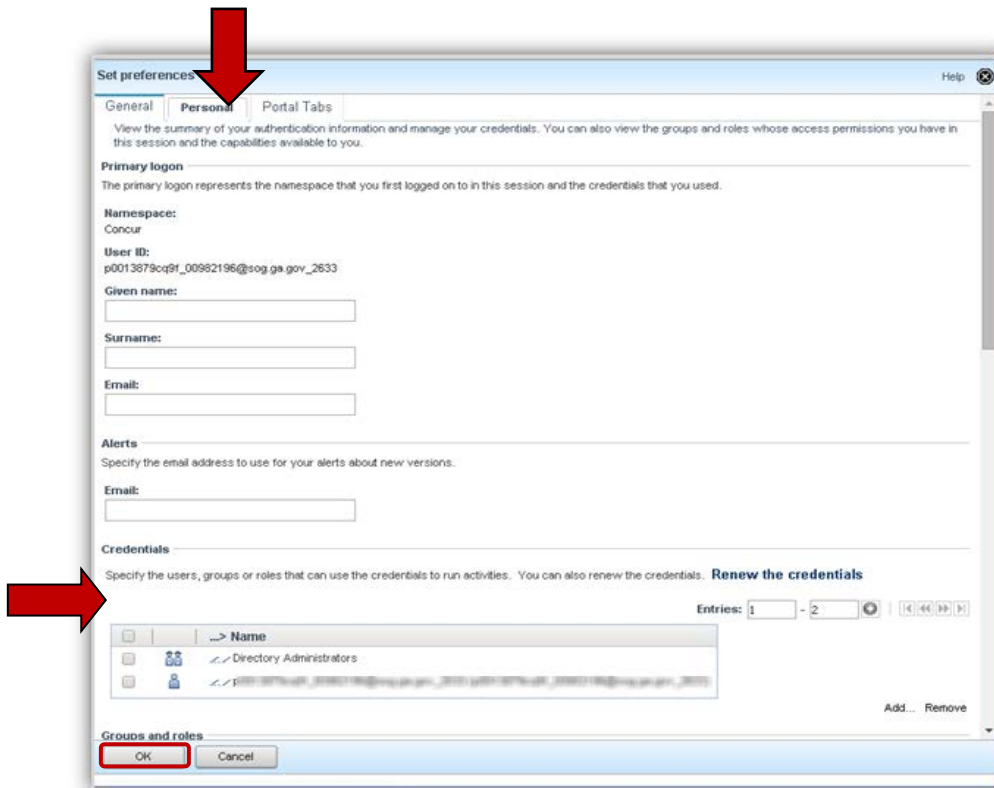 Set preferences
Help
General Personal Portal Tabs
View the summary of your authentication information and manage your credentials. You can also view the groups and roles whose access permissions you have in
this session and the capabilities available to you.
Primary logon
The primary logon represents the namespace that you first logged on to in this session and the credentials that you used.
Namespace:
Concur
User ID:
p0013879cq9f_00982196@sog.ga.gov_2633
Given name:
Surname:
Email:
Alerts
Specify the email address to use for your alerts about new versions.
Email:
Credentials
Specify the users, groups or roles that can use the credentials to run activities. You can also renew the credentials. Renew the credentials
Entries: 1 - 2
...> Name
Directory Administrators
Add... Remove
Groups and roles
OK Cancel